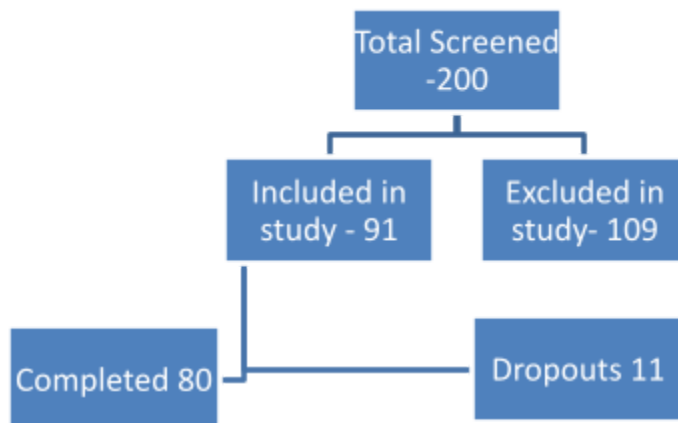 Total Screened
-200
Included in
study - 91
Excluded in
study- 109
Completed 80
Dropouts 11